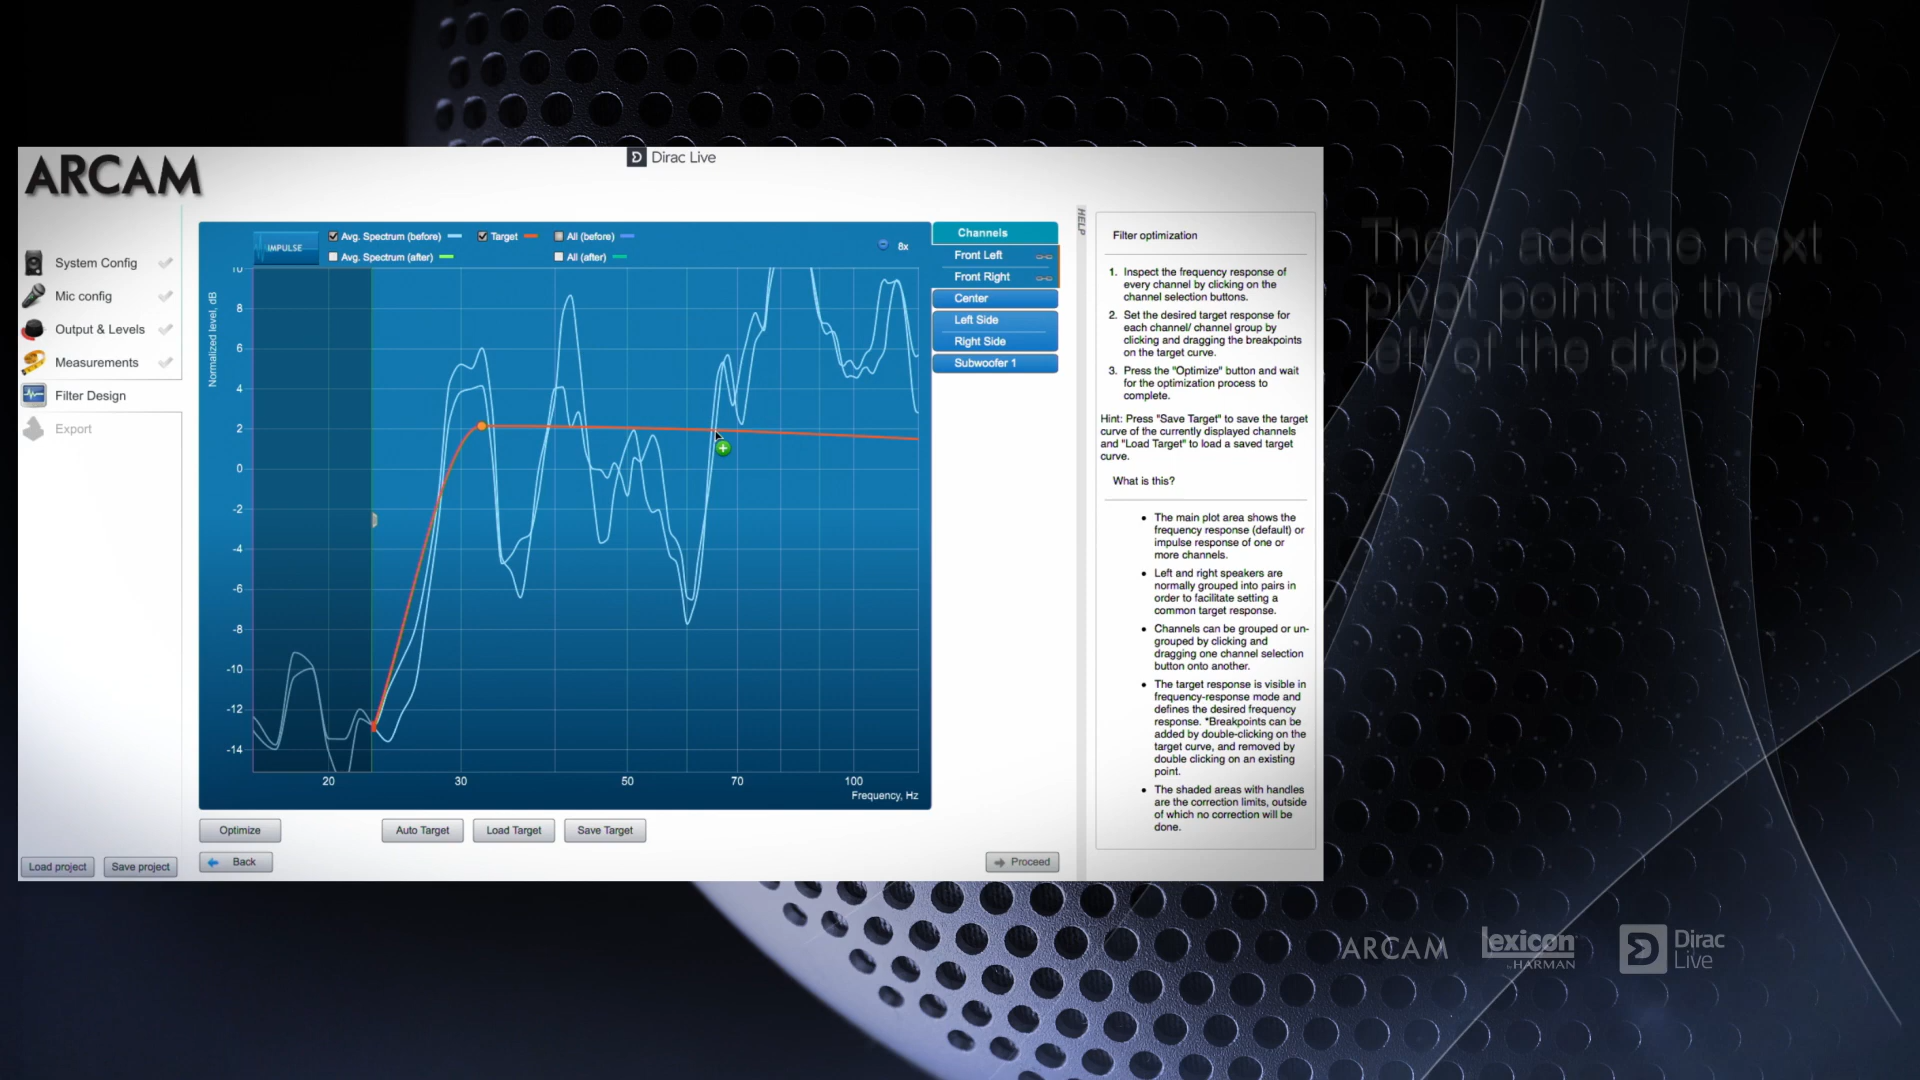 ARCAM
Dirac Live
System Config
Mic config
Output & Levels
Measurements
Filter Design
Export
Load project
Save project
IMPULSE
Avg. Spectrum (before)
Target
All (before)
Avg. Spectrum (after)
All (after)
8x
Normalized level, dB
10
8
6
4
2
0
-2
-4
-6
-8
-10
-12
-14
20
30
50
70
100
Frequency, Hz
Channels
Front Left
Front Right
Center
Left Side
Right Side
Subwoofer 1
Optimize
Auto Target
Load Target
Save Target
Back
Proceed
HELP
Filter optimization
1. Inspect the frequency response of
every channel by clicking on the
channel selection buttons.
2. Set the desired target response for
each channel/ channel group by
clicking and dragging the breakpoints
on the target curve.
3. Press the "Optimize" button and wait
for the optimization process to
complete.
Hint: Press "Save Target" to save the target
curve of the currently displayed channels
and "Load Target" to load a saved target
curve.
What is this?
• The main plot area shows the
frequency response (default) or
impulse response of one or
more channels.
• Left and right speakers are
normally grouped into pairs in
order to facilitate setting a
common target response.
• Channels can be grouped or un-
grouped by clicking and
dragging one channel selection
button onto another.
• The target response is visible in
frequency-response mode and
defines the desired frequency
response. *Breakpoints can be
added by double-clicking on the
target curve, and removed by
double clicking on an existing
point.
• The shaded areas with handles
are the correction limits, outside
of which no correction will be
done.
Then, add the next
pivot point to the
left of the drop
ARCAM
lexicon
by HARMAN
Dirac
Live